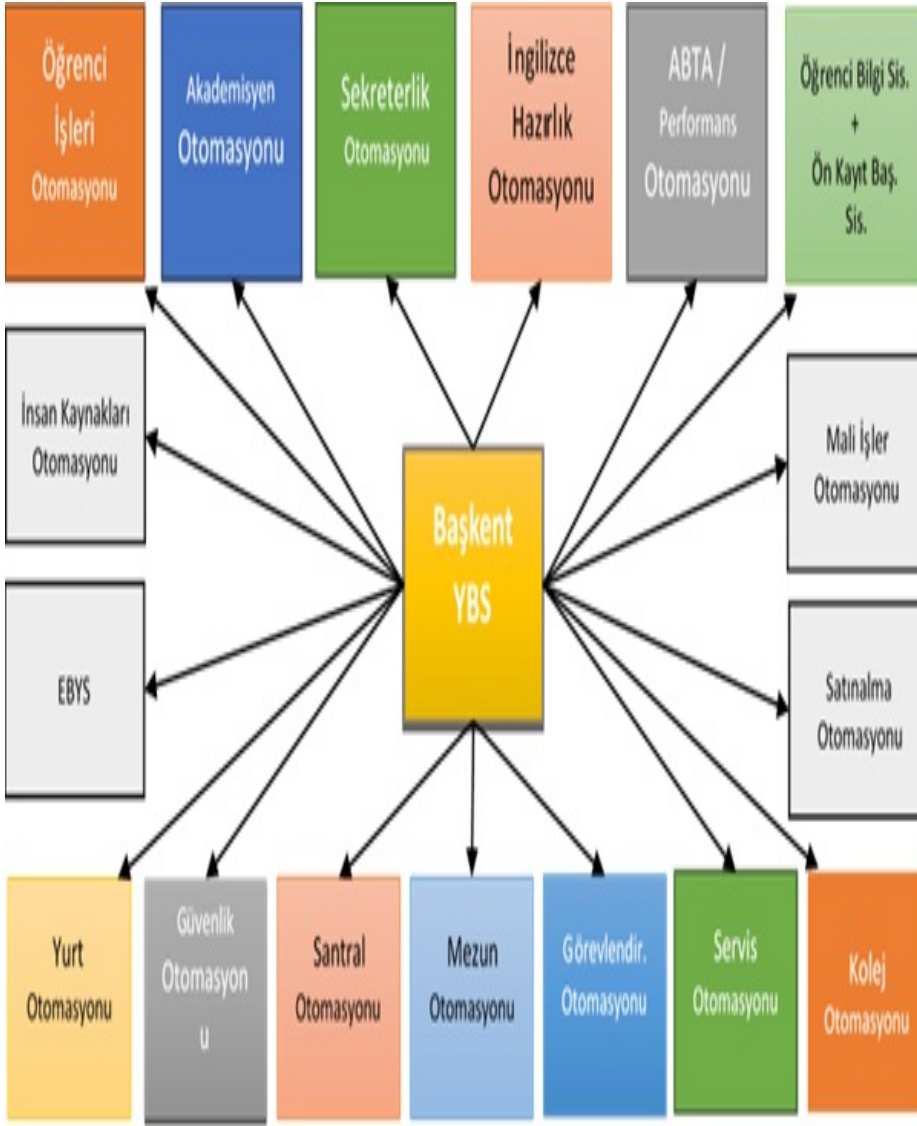 Öğrenci
İşleri
Otomasyonu
Akademisyen
Otomasyonu
Sekreterlik
Otomasyonu
İngilizce
Hazırlık
Otomasyonu
ABTA /
Performans
Otomasyonu
Öğrenci Bilgi Sis.
+
Ön Kayıt Baş.
Sis.
İnsan Kaynakları
Otomasyonu
Başkent
YBS
Mali İşler
Otomasyonu
EBYS
Satınalma
Otomasyonu
Yurt
Otomasyonu
Güvenlik
Otomasyon
u
Santral
Otomasyonu
Mezun
Otomasyonu
Görevlendir.
Otomasyonu
Servis
Otomasyonu
Kolej
Otomasyonu